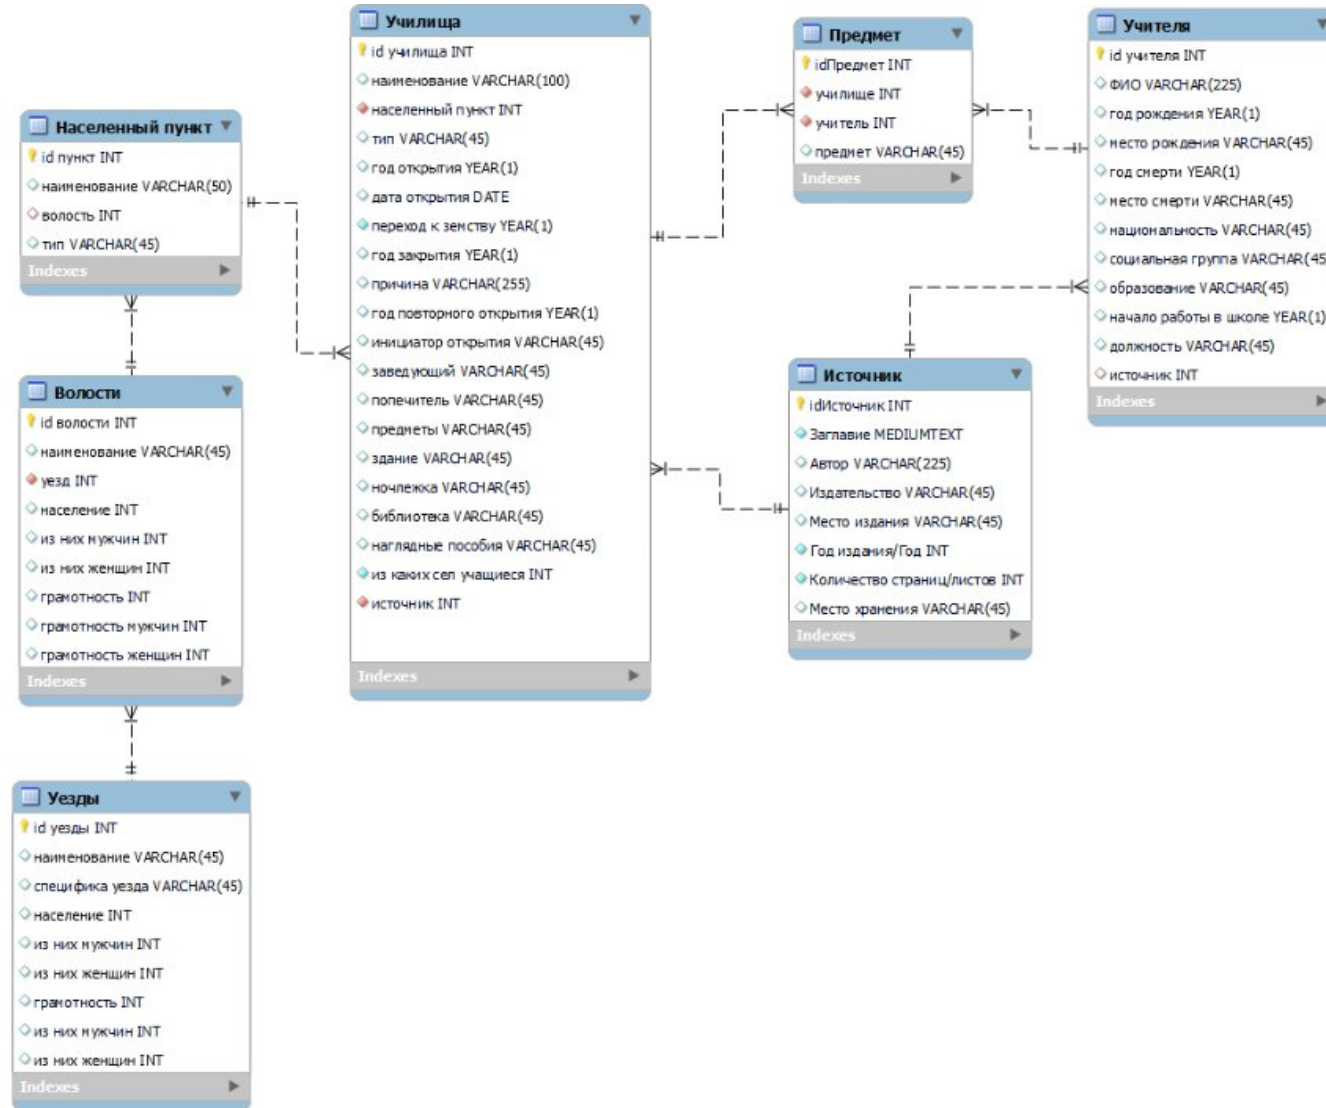 Населенный пункт
id пункт INT
наименование VARCHAR(50)
волость INT
тип VARCHAR(45)
Indexes
Волости
id волости INT
наименование VARCHAR(45)
уезд INT
население INT
из них мужчин INT
из них женщин INT
грамотность INT
грамотность мужчин INT
грамотность женщин INT
Indexes
Уезды
id уезды INT
наименование VARCHAR(45)
специфика уезда VARCHAR(45)
население INT
из них мужчин INT
из них женщин INT
грамотность INT
из них мужчин INT
из них женщин INT
Indexes
Училища
id училища INT
наименование VARCHAR(100)
населенный пункт INT
тип VARCHAR(45)
год открытия YEAR(1)
дата открытия DATE
переход к земству YEAR(1)
год закрытия YEAR(1)
причина VARCHAR(255)
год повторного открытия YEAR(1)
инициатор открытия VARCHAR(45)
заведующий VARCHAR(45)
попечитель VARCHAR(45)
предметы VARCHAR(45)
здание VARCHAR(45)
ночлежка VARCHAR(45)
библиотека VARCHAR(45)
наглядные пособия VARCHAR(45)
из каких сел учащиеся INT
источник INT
Indexes
Предмет
idПредмет INT
училище INT
учитель INT
предмет VARCHAR(45)
Indexes
Источник
idИсточник INT
Заглавие MEDIUMTEXT
Автор VARCHAR(225)
Издательство VARCHAR(45)
Место издания VARCHAR(45)
Год издания/Год INT
Количество страниц/листов INT
Место хранения VARCHAR(45)
Indexes
Учителя
id учителя INT
ФИО VARCHAR(225)
год рождения YEAR(1)
место рождения VARCHAR(45)
год смерти YEAR(1)
место смерти VARCHAR(45)
национальность VARCHAR(45)
социальная группа VARCHAR(45
образование VARCHAR(45)
начало работы в школе YEAR(1)
должность VARCHAR(45)
источник INT
Indexes